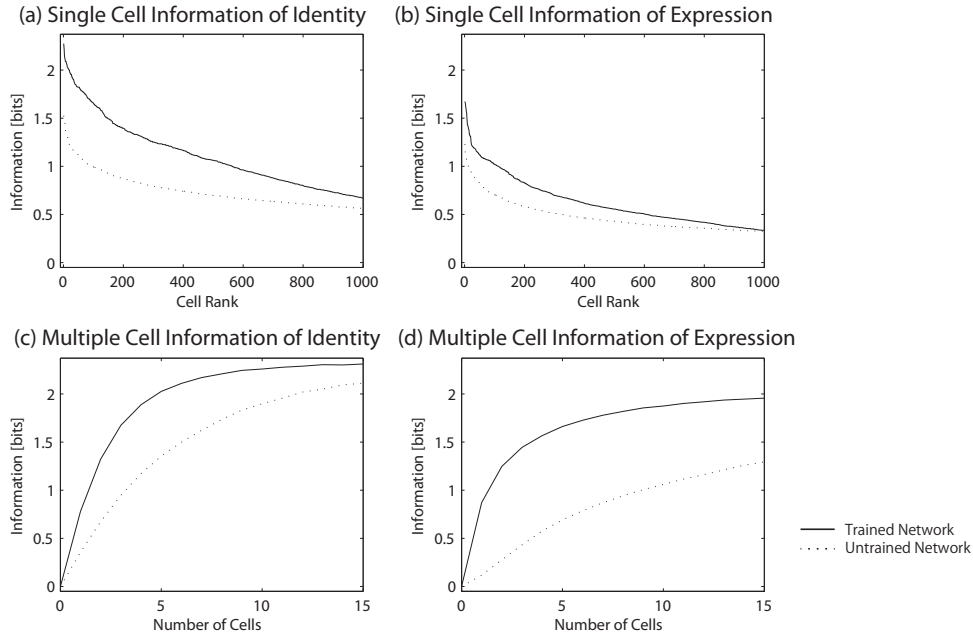 (a) Single Cell Information of Identity
Information [bits]
2
1.5
1
0.5
0
0 200 400 600 800 1000
Cell Rank
(b) Single Cell Information of Expression
Information [bits]
2
1.5
1
0.5
0
0 200 400 600 800 1000
Cell Rank
(c) Multiple Cell Information of Identity
Information [bits]
2
1.5
1
0.5
0
0 5 10 15
Number of Cells
(d) Multiple Cell Information of Expression
Information [bits]
2
1.5
1
0.5
0
0 5 10 15
Number of Cells
Trained Network
Untrained Network